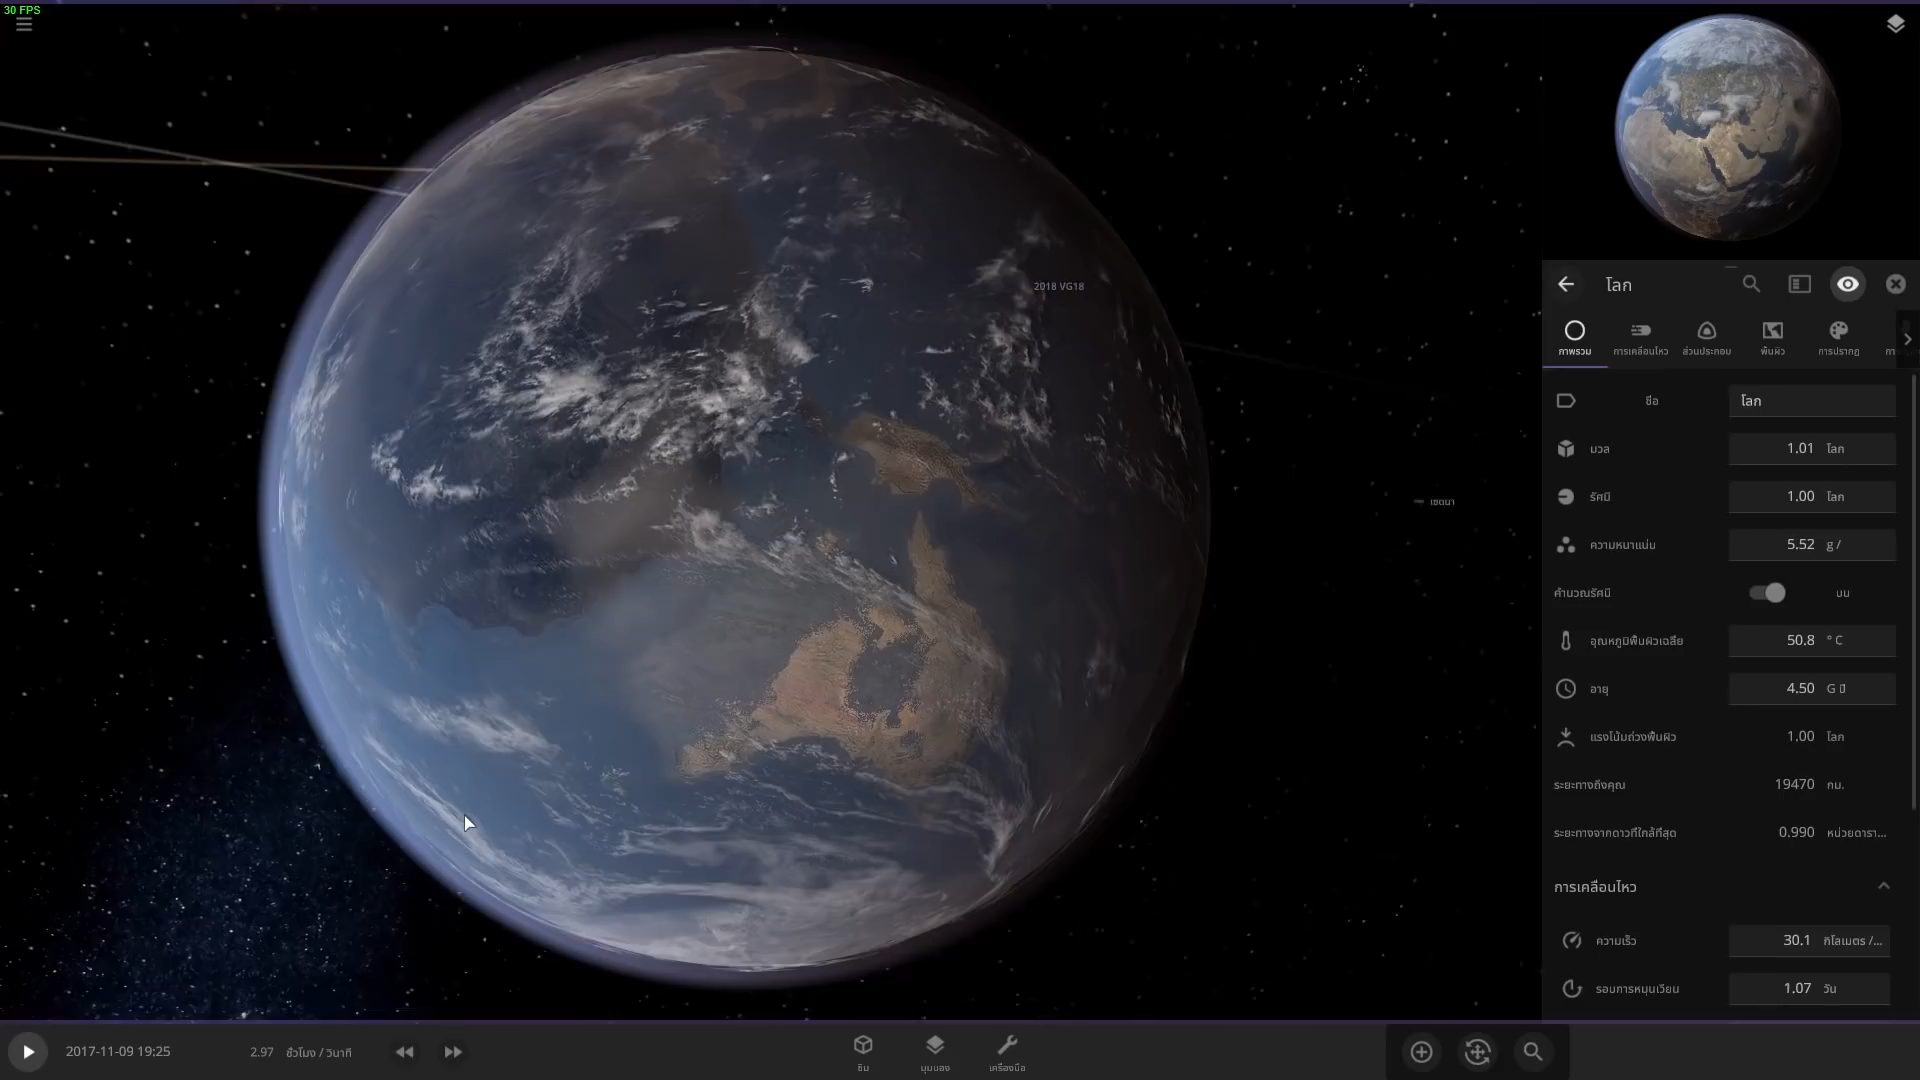 30 FPS
2018 VG18
เซดนา
โลก
ภาพรวม
การเคลื่อนไหว
ส่วนประกอบ
พื้นผิว
การปรากฏ
ชื่อ
โลก
มวล
1.01 โลก
รัศมี
1.00 โลก
ความหนาแน่น
5.52 g /
คำนวณรัศมี
บน
อุณหภูมิพื้นผิวเฉลี่ย
50.8 ° C
อายุ
4.50 G ปี
แรงโน้มถ่วงพื้นผิว
1.00 โลก
ระยะทางถึงคุณ
19470 กม.
ระยะทางจากดาวที่ใกล้ที่สุด
0.990 หน่วยดารา...
การเคลื่อนไหว
ความเร็ว
30.1 กิโลเมตร /...
รอบการหมุนเวียน
1.07 วัน
2017-11-09 19:25
2.97 ชั่วโมง / วินาที
ซิม
มุมมอง
เครื่องมือ